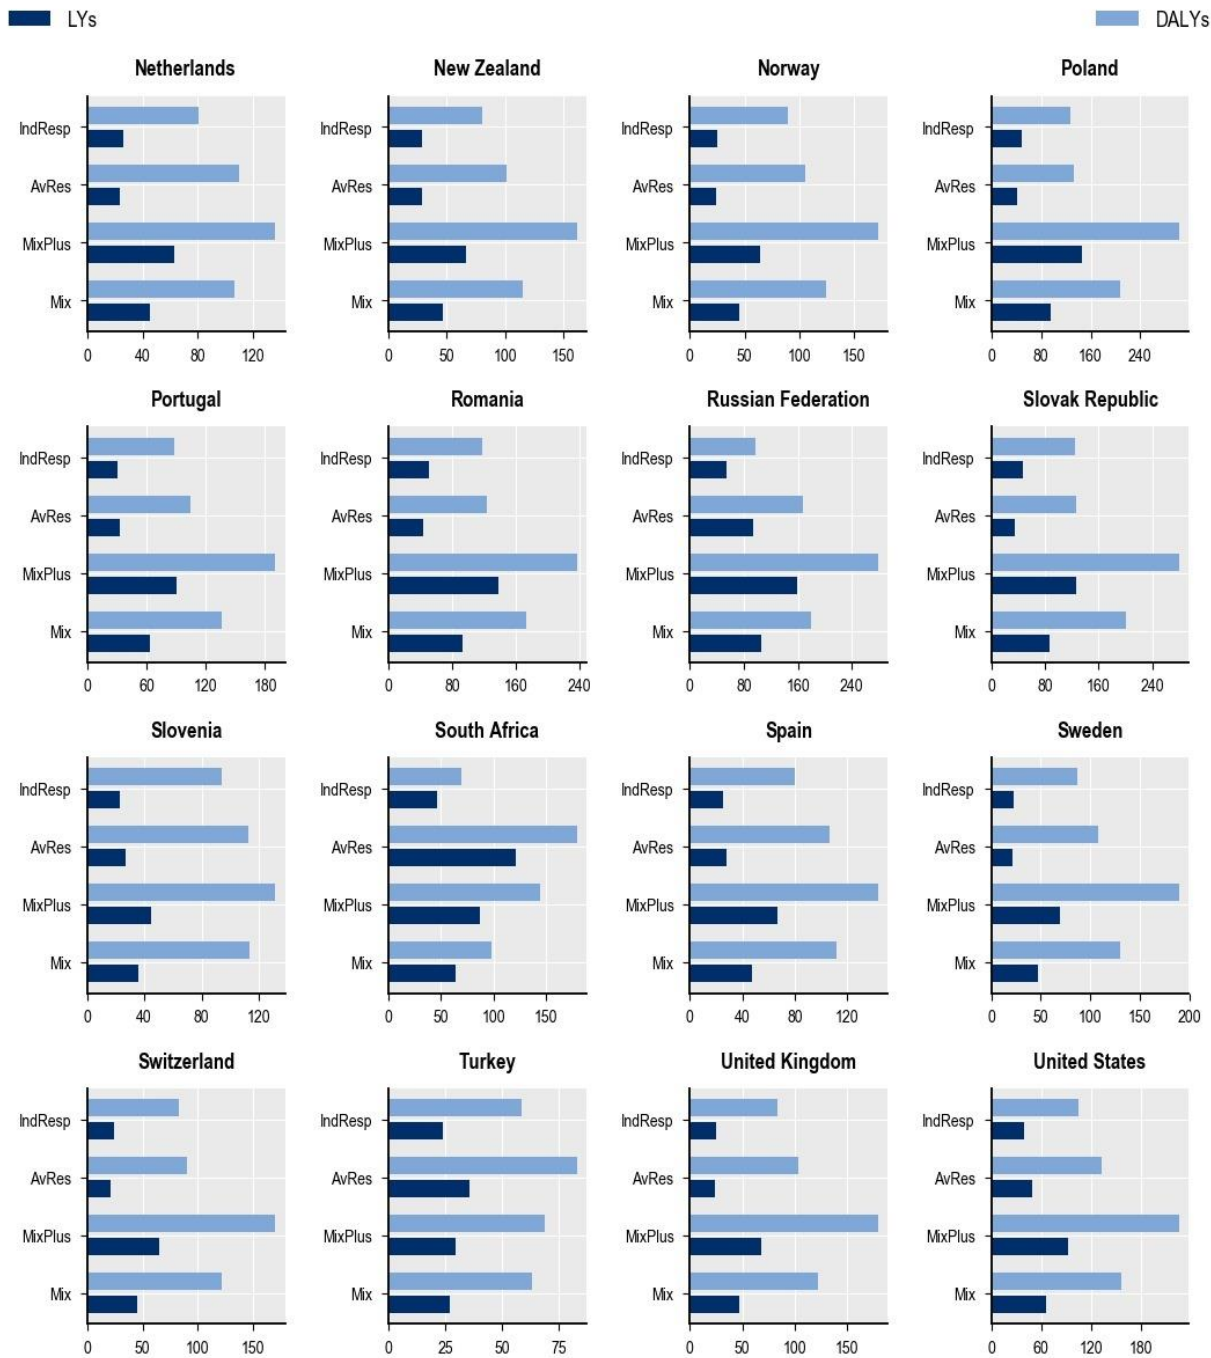 LYs DALYs
Netherlands New Zealand Norway Poland
IndResp IndResp IndResp IndResp
AvRes AvRes AvRes AvRes
MixPlus MixPlus MixPlus MixPlus
Mix Mix Mix Mix
0 40 80 120 0 50 100 150 0 50 100 150 0 80 160 240
Portugal Romania Russian Federation Slovak Republic
IndResp IndResp IndResp IndResp
AvRes AvRes AvRes AvRes
MixPlus MixPlus MixPlus MixPlus
Mix Mix Mix Mix
0 60 120 180 0 80 160 240 0 80 160 240 0 80 160 240
Slovenia South Africa Spain Sweden
IndResp IndResp IndResp IndResp
AvRes AvRes AvRes AvRes
MixPlus MixPlus MixPlus MixPlus
Mix Mix Mix Mix
0 40 80 120 0 50 100 150 0 40 80 120 0 50 100 150 200
Switzerland Turkey United Kingdom United States
IndResp IndResp IndResp IndResp
AvRes AvRes AvRes AvRes
MixPlus MixPlus MixPlus MixPlus
Mix Mix Mix Mix
0 50 100 150 0 25 50 75 0 50 100 150 0 60 120 180